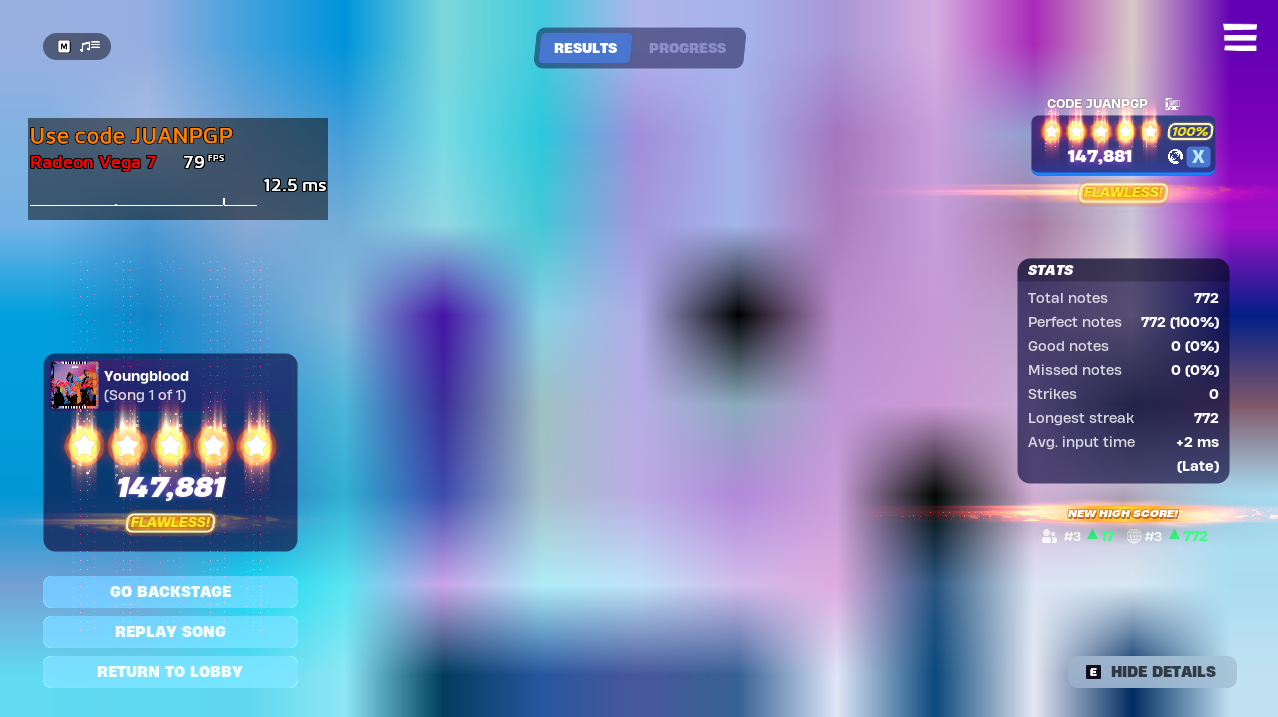 M
RESULTS PROGRESS
Use code JUANPGP
Radeon Vega 7 79 FPS
12.5 ms
CODE JUANPGP
100%
147,881 X
FLAWLESS!
STATS
Total notes 772
Perfect notes 772 (100%)
Good notes 0 (0%)
Missed notes 0 (0%)
Strikes 0
Longest streak 772
Avg. input time +2 ms
(Late)
NEW HIGH SCORE!
#3 17 #3 772
Youngblood
(Song 1 of 1)
147,881
FLAWLESS!
GO BACKSTAGE
REPLAY SONG
RETURN TO LOBBY
E HIDE DETAILS